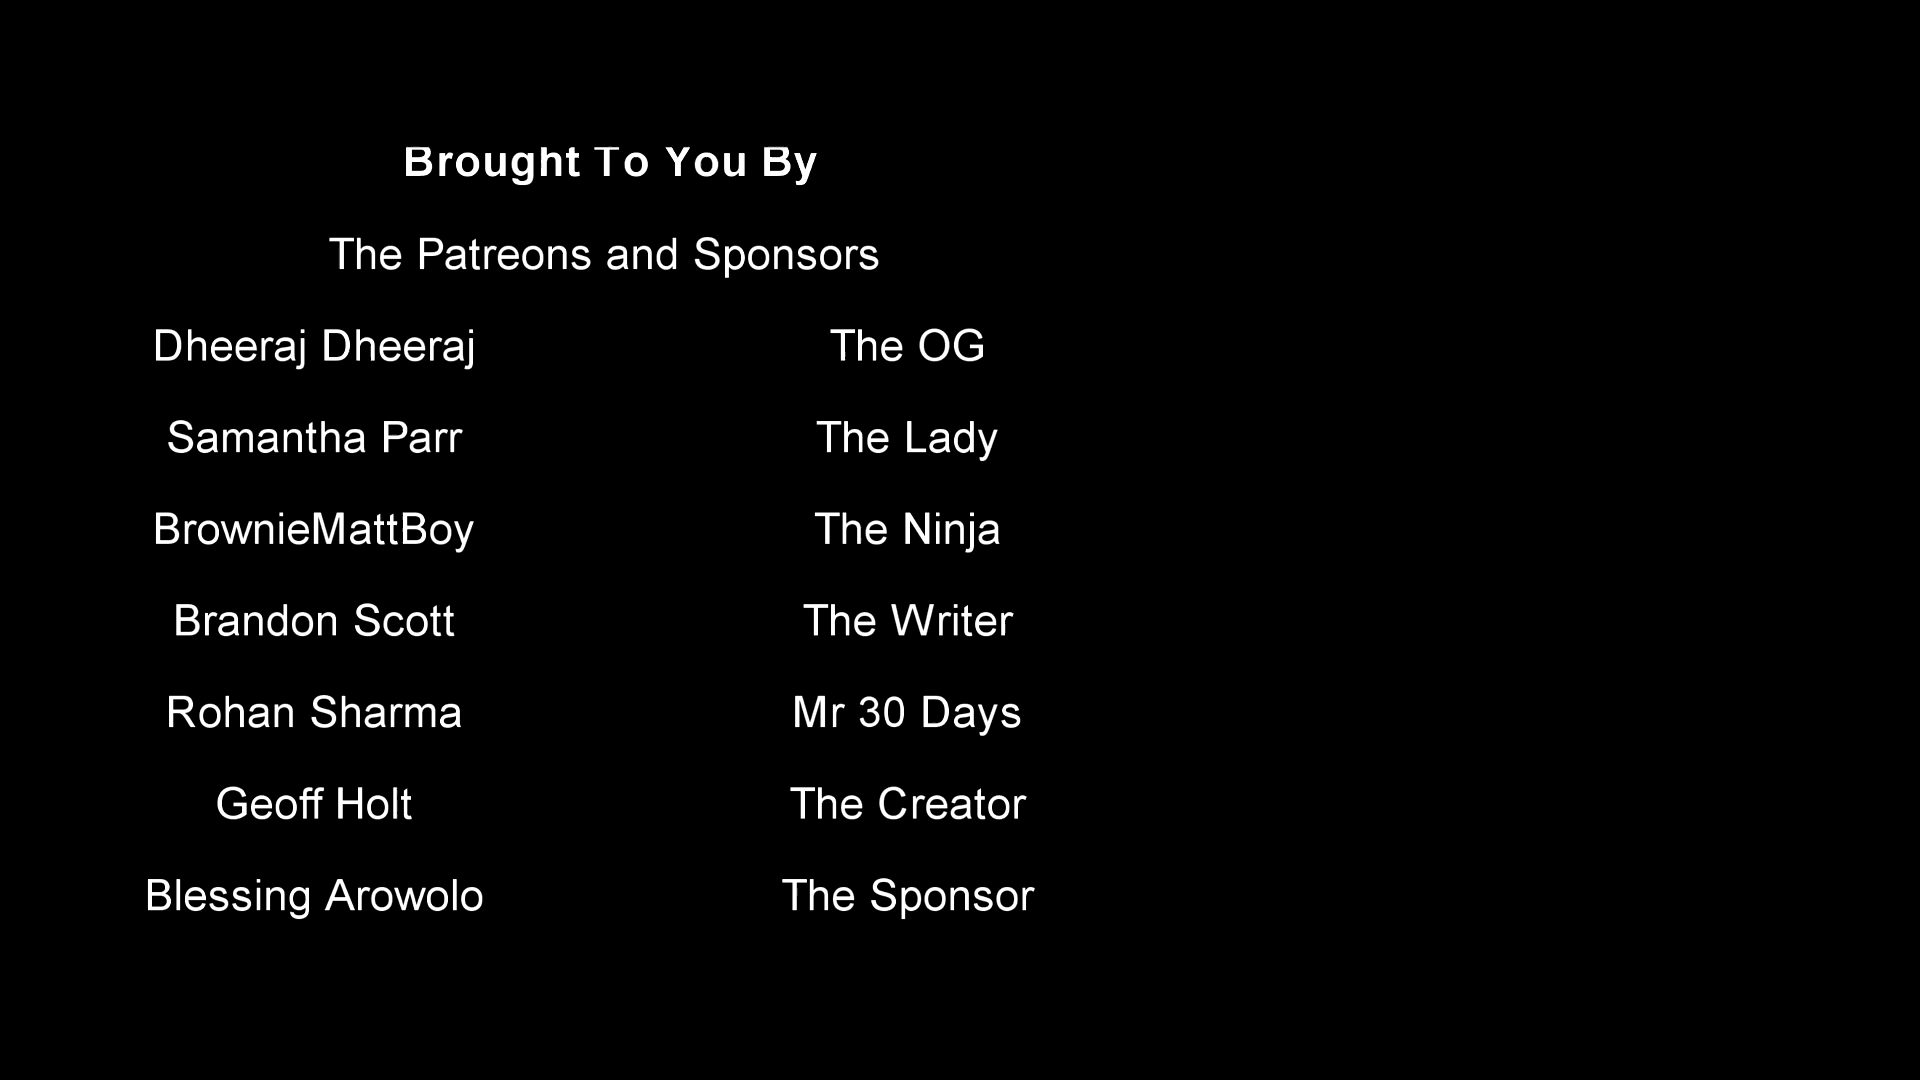 Brought To You By
The Patreons and Sponsors
Dheeraj Dheeraj The OG
Samantha Parr The Lady
BrownieMattBoy The Ninja
Brandon Scott The Writer
Rohan Sharma Mr 30 Days
Geoff Holt The Creator
Blessing Arowolo The Sponsor